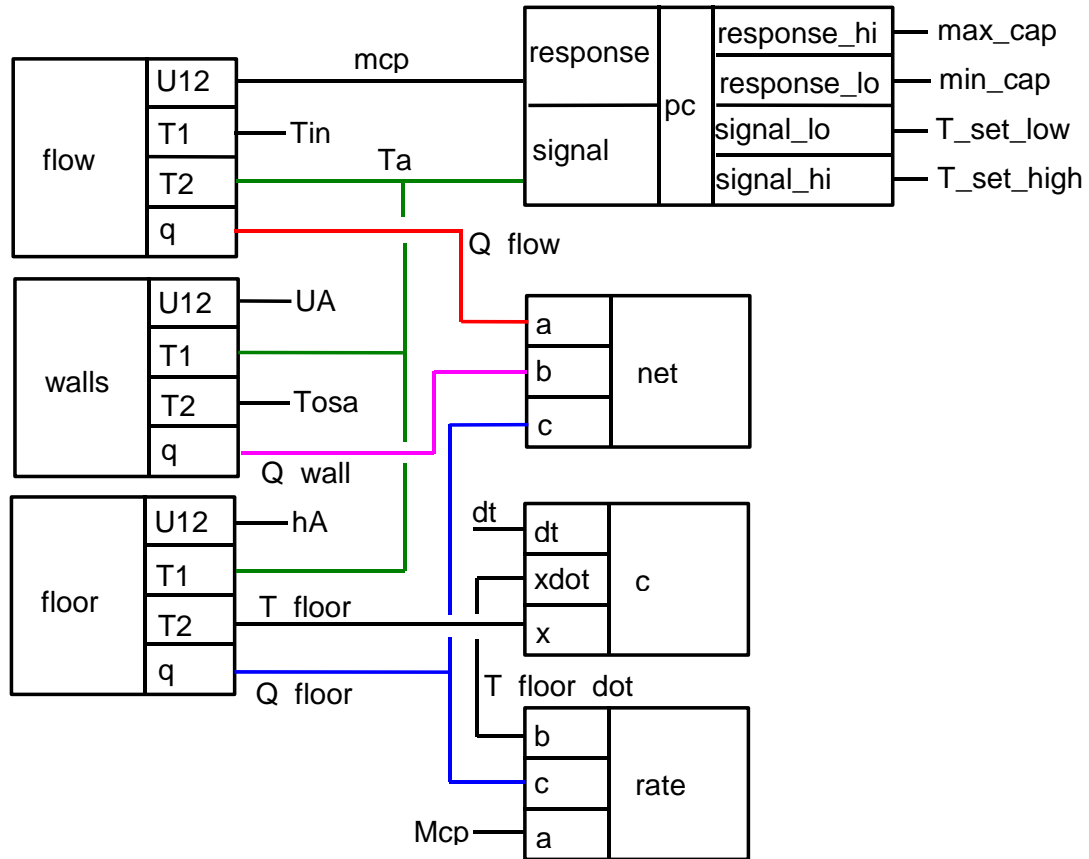 response
response_hi
max_cap
mcp
U12
response_lo
min_cap
pc
T1
Tin
signal_lo
T_set_low
flow
signal
Ta
T2
signal_hi
T_set_high
q
Q flow
U12
UA
a
T1
walls
b
net
T2
Tosa
c
q
Q wall
U12
hA
dt
dt
T1
xdot
c
floor
T floor
T2
x
q
Q floor
T floor dot
b
c
rate
Mcp
a